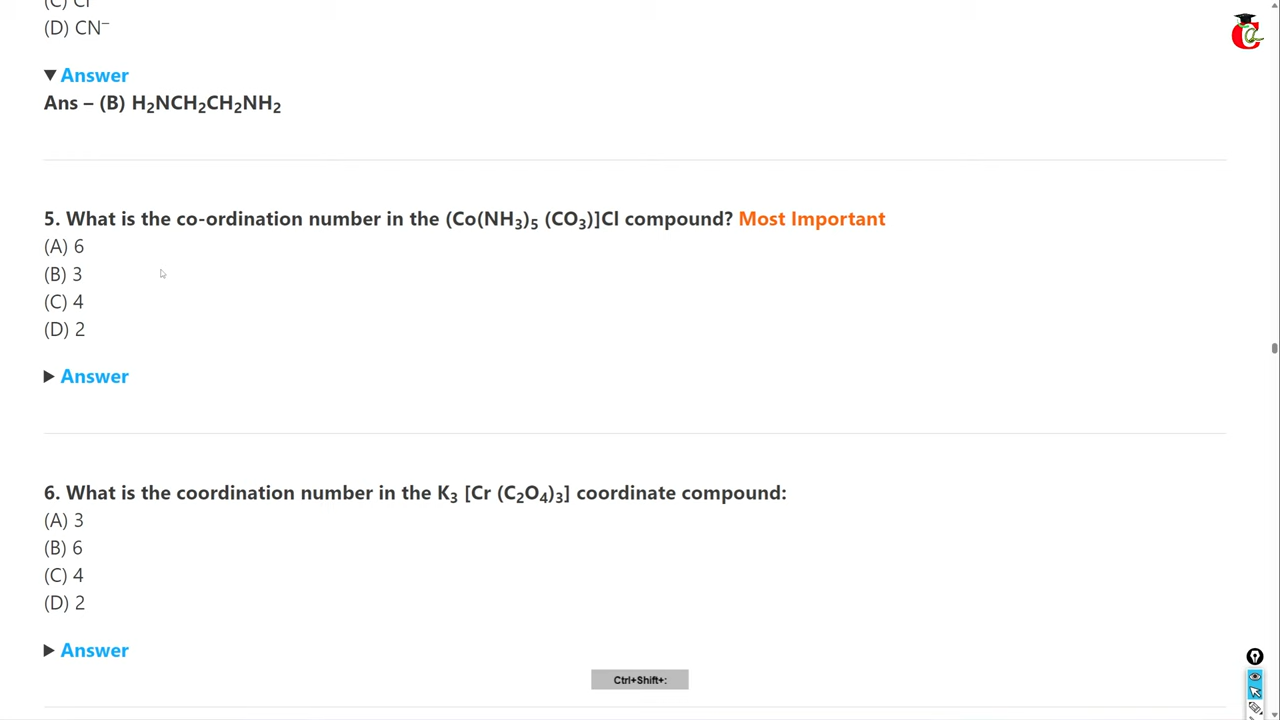 (C) Cl⁻
(D) CN⁻
▼ Answer
Ans – (B) H₂NCH₂CH₂NH₂
5. What is the co-ordination number in the (Co(NH₃)₅ (CO₃)]Cl compound? Most Important
(A) 6
(B) 3
(C) 4
(D) 2
▶ Answer
6. What is the coordination number in the K₃ [Cr (C₂O₄)₃] coordinate compound:
(A) 3
(B) 6
(C) 4
(D) 2
▶ Answer
Ctrl+Shift+: